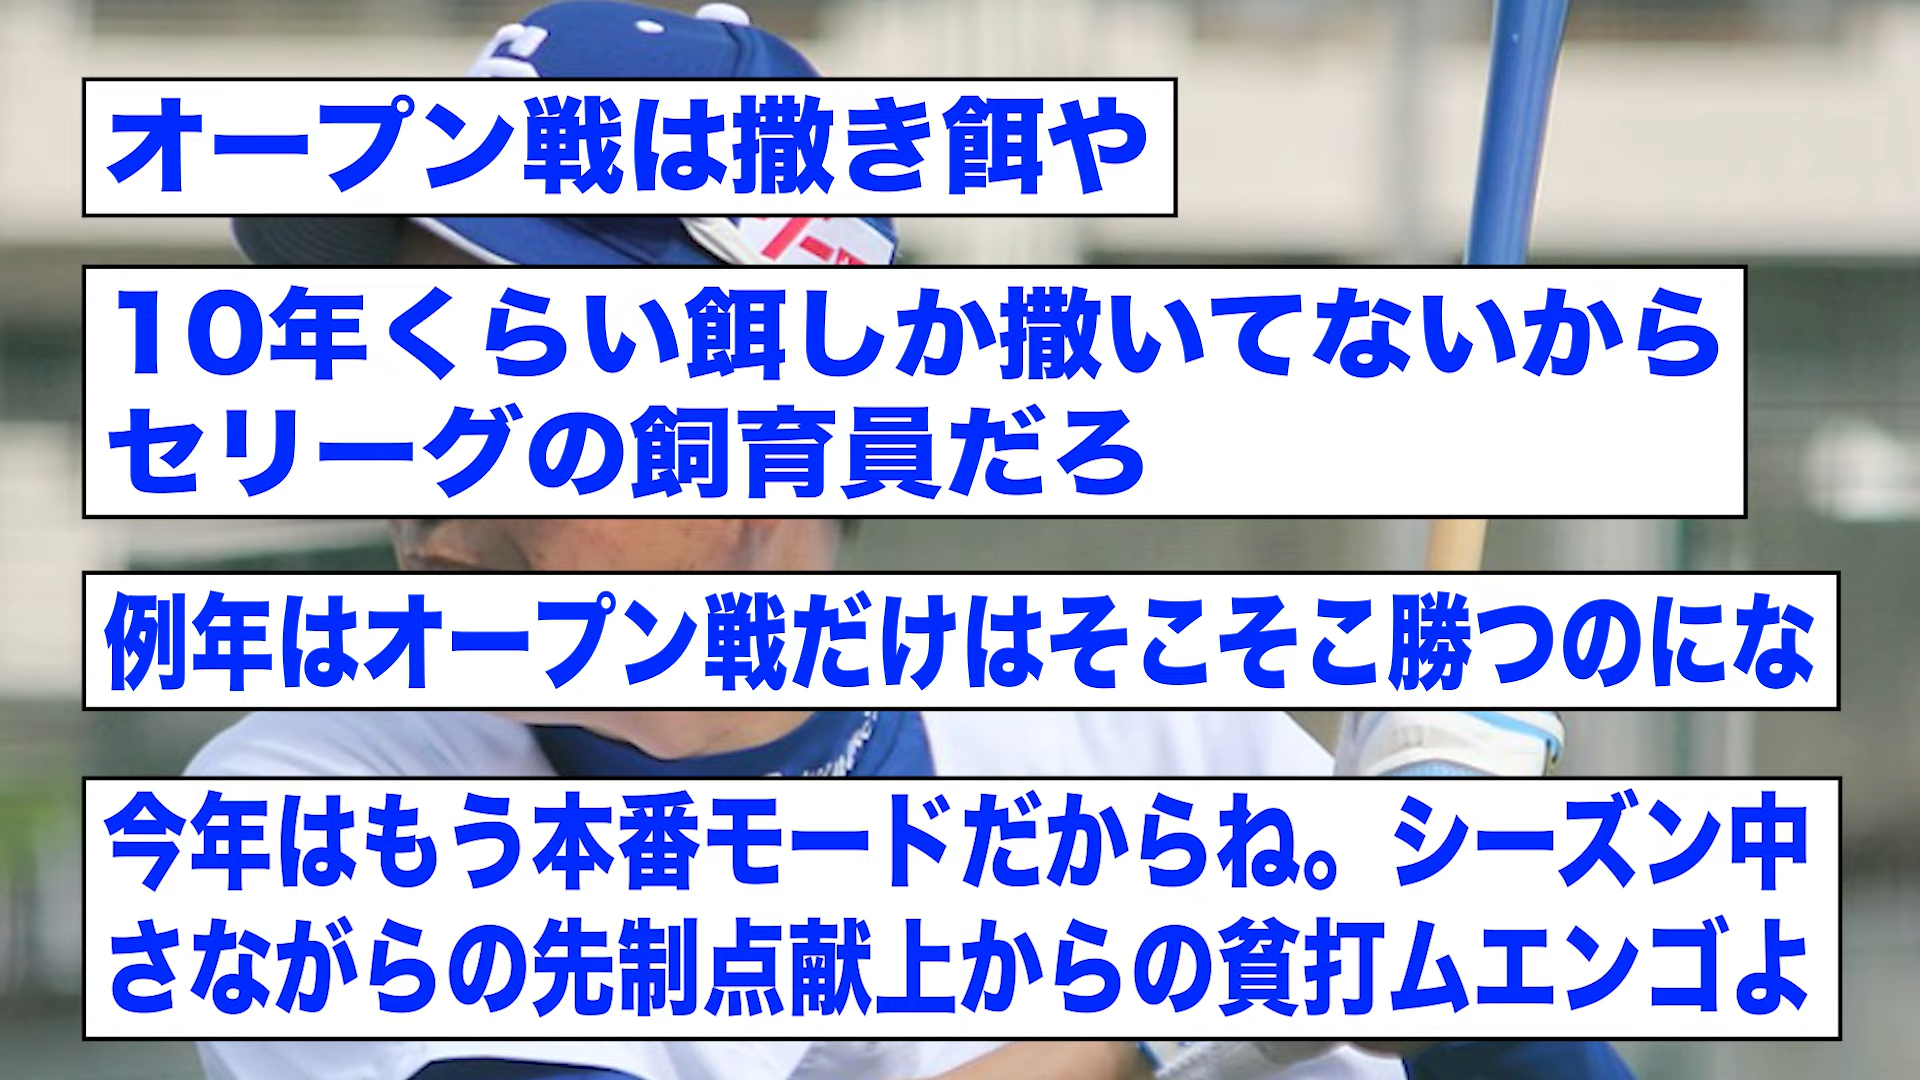 オープン戦は撒き餌や
10年くらい餌しか撒いてないから
セリーグの飼育員だろ
例年はオープン戦だけはそこそこ勝つのにな
今年はもう本番モードだからね。シーズン中
さながらの先制点献上からの貧打ムエンゴよ